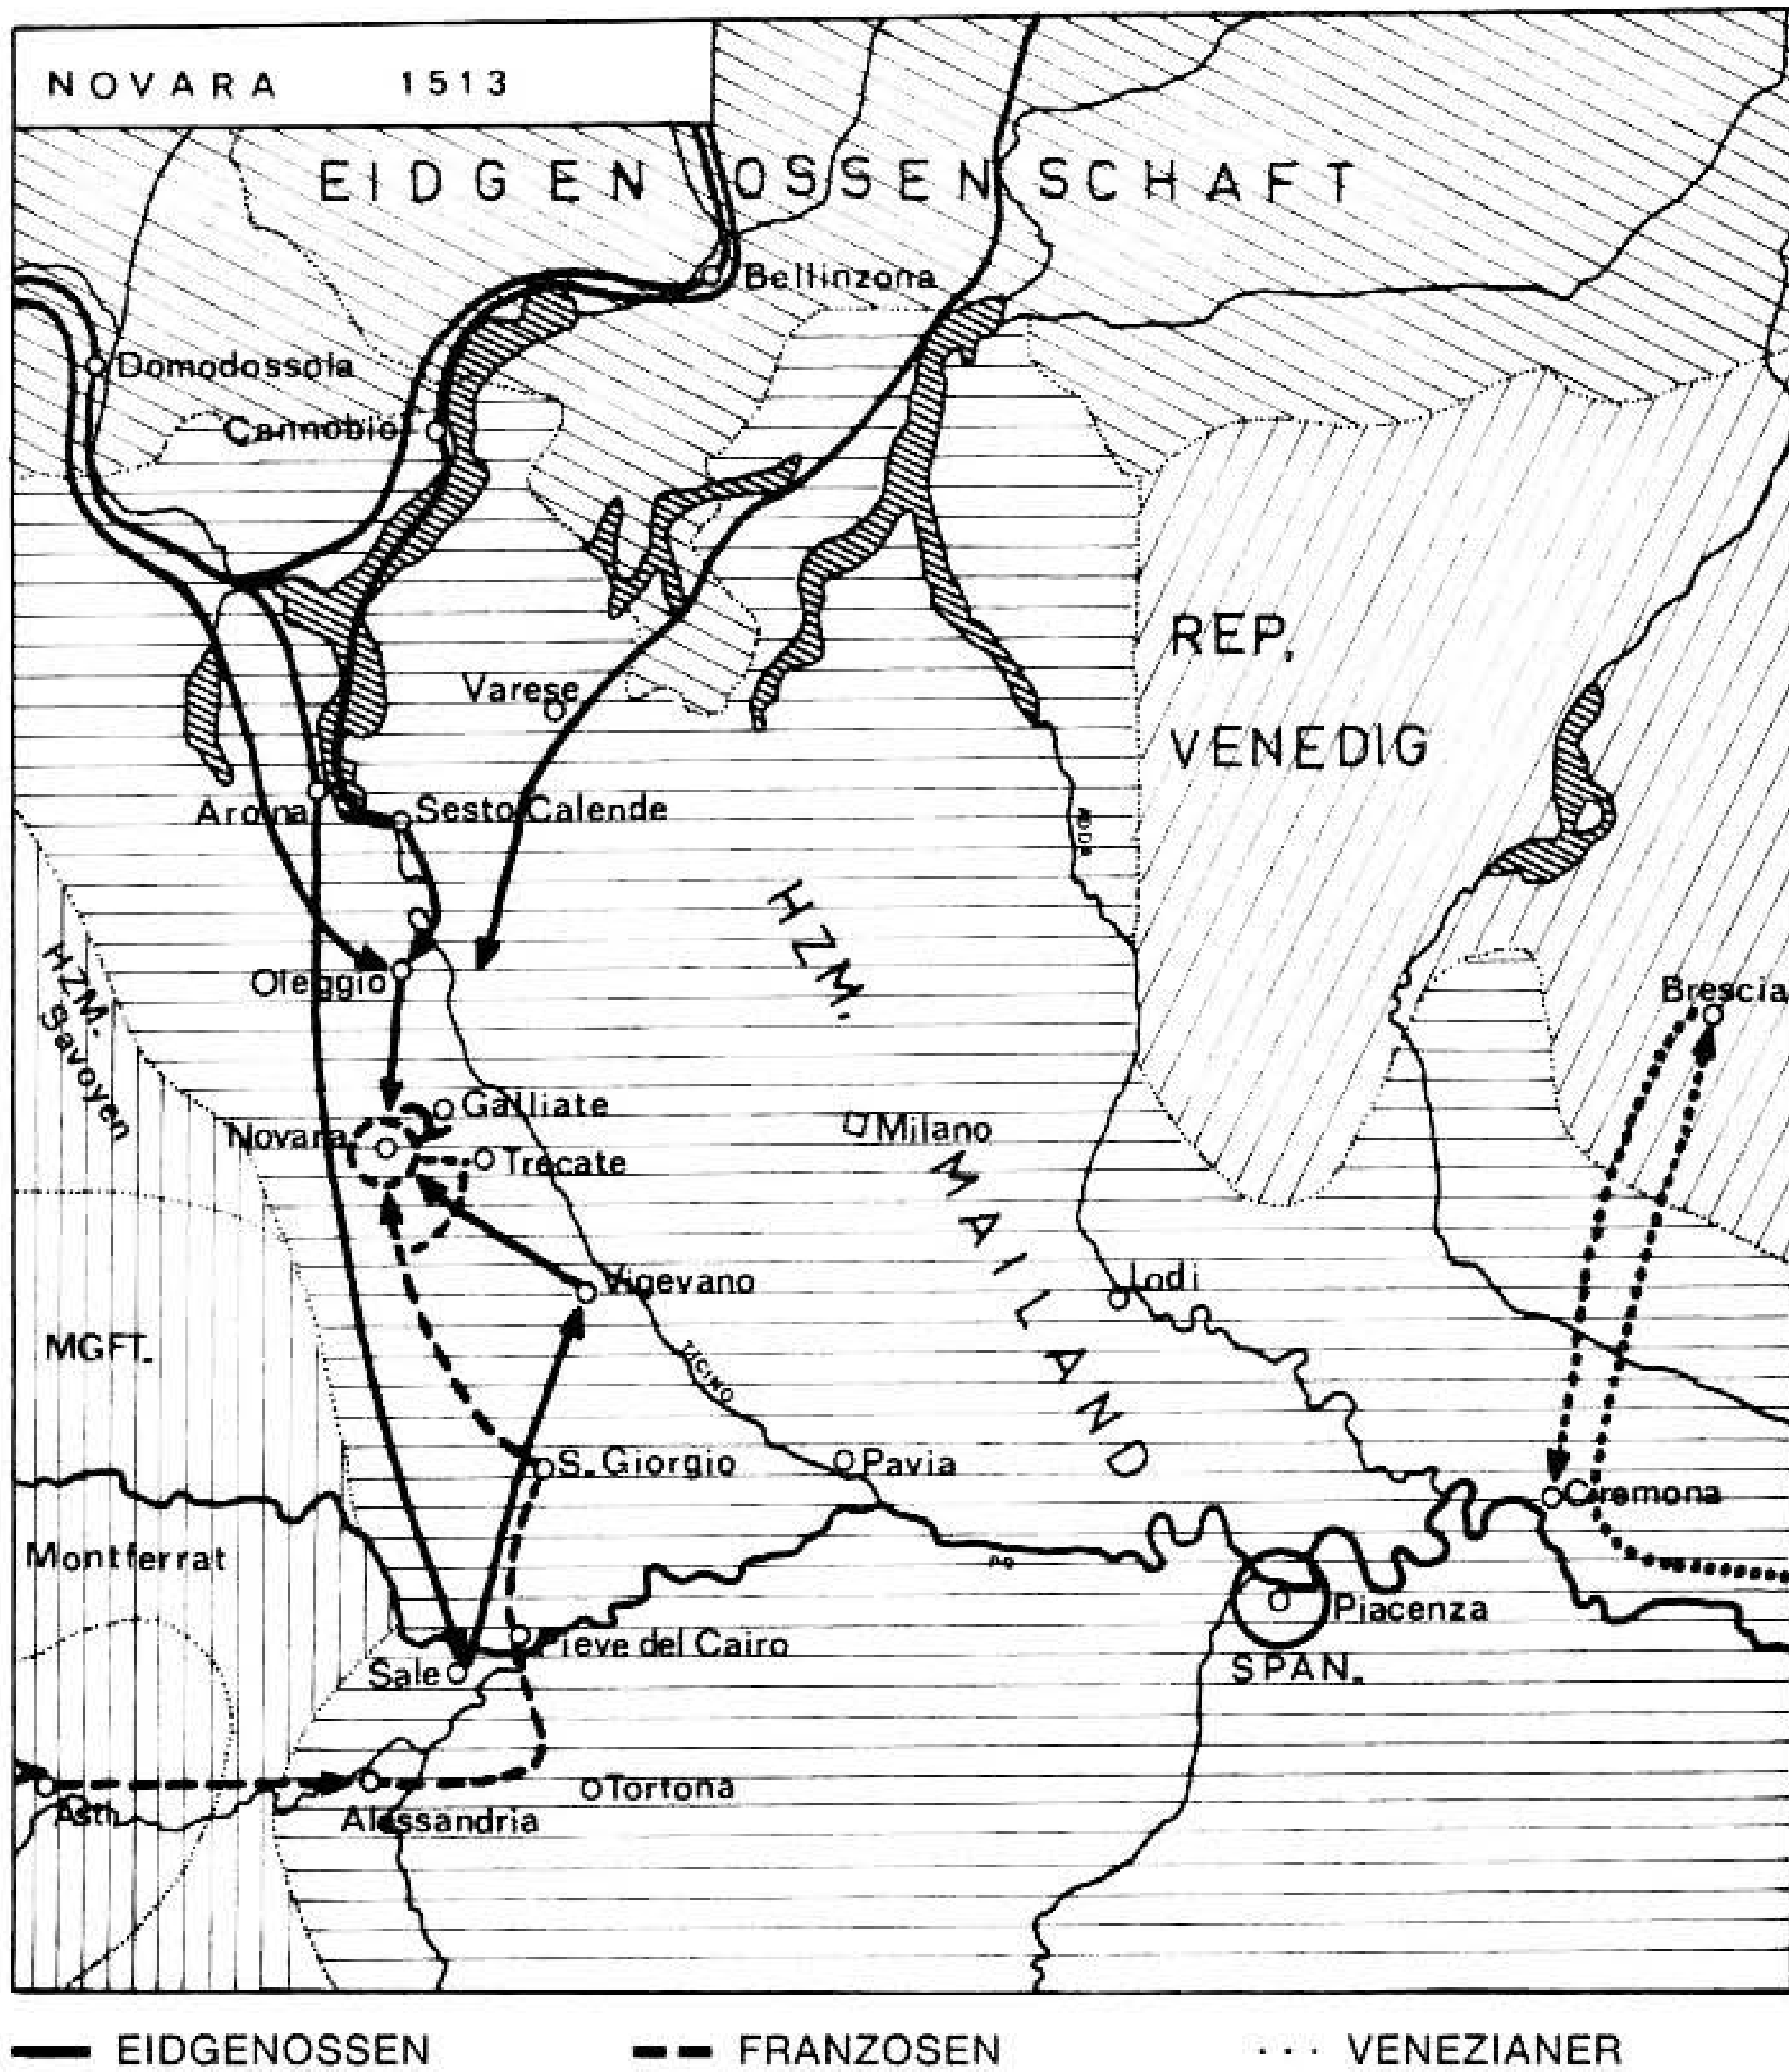 NOVARA 1513
EIDGENOSSENSCHAFT
Bellinzona
Domodossola
Cannobio
REP.
VENEDIG
Varese
Arona
Sesto Calende
ADDA
HZM.
MAILAND
HZM.
Savoyen
Oleggio
Brescia
Galliate
Milano
Novara
Trecate
Vigevano
Lodi
MGFT.
Montferrat
TICINO
S. Giorgio
Pavia
Cremona
PO
Piacenza
SPAN.
Pieve del Cairo
Sale
Asti
Alessandria
Tortona
EIDGENOSSEN
FRANZOSEN
VENEZIANER